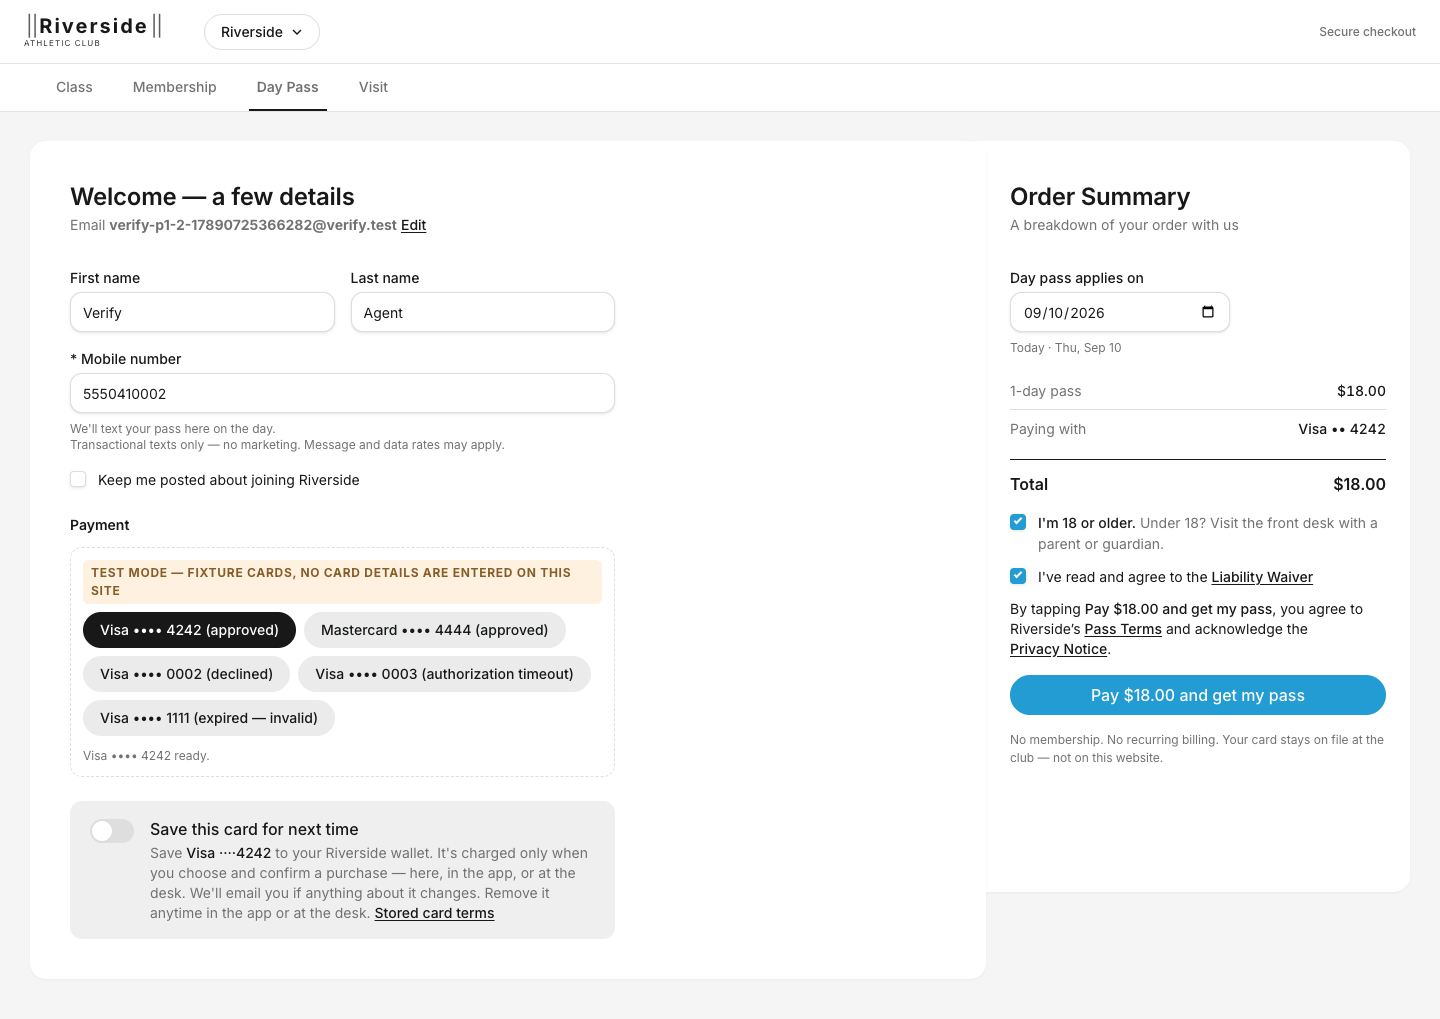 Riverside
ATHLETIC CLUB
Riverside
Secure checkout
Class
Membership
Day Pass
Visit
Welcome — a few details
Email verify-p1-2-17890725366282@verify.test Edit
First name
Last name
Verify
Agent
* Mobile number
5550410002
We'll text your pass here on the day.
Transactional texts only — no marketing. Message and data rates may apply.
Keep me posted about joining Riverside
Payment
TEST MODE — FIXTURE CARDS, NO CARD DETAILS ARE ENTERED ON THIS
SITE
Visa •••• 4242 (approved)
Mastercard •••• 4444 (approved)
Visa •••• 0002 (declined)
Visa •••• 0003 (authorization timeout)
Visa •••• 1111 (expired — invalid)
Visa •••• 4242 ready.
Save this card for next time
Save Visa ····4242 to your Riverside wallet. It's charged only when
you choose and confirm a purchase — here, in the app, or at the
desk. We'll email you if anything about it changes. Remove it
anytime in the app or at the desk. Stored card terms
Order Summary
A breakdown of your order with us
Day pass applies on
09/10/2026
Today · Thu, Sep 10
1-day pass
$18.00
Paying with
Visa •• 4242
Total
$18.00
I'm 18 or older. Under 18? Visit the front desk with a
parent or guardian.
I've read and agree to the Liability Waiver
By tapping Pay $18.00 and get my pass, you agree to
Riverside’s Pass Terms and acknowledge the
Privacy Notice.
Pay $18.00 and get my pass
No membership. No recurring billing. Your card stays on file at the
club — not on this website.